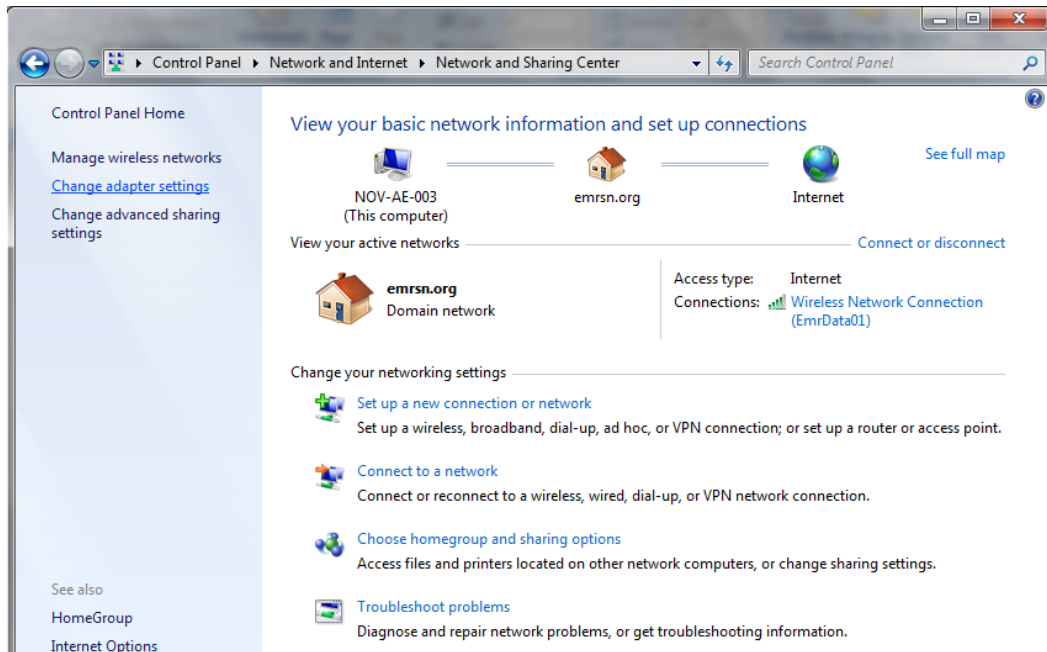 Control Panel ▸ Network and Internet ▸ Network and Sharing Center
Search Control Panel
Control Panel Home
Manage wireless networks
Change adapter settings
Change advanced sharing
settings
See also
HomeGroup
Internet Options
View your basic network information and set up connections
See full map
NOV-AE-003
(This computer)
emrsn.org
Internet
View your active networks
Connect or disconnect
emrsn.org
Domain network
Access type: Internet
Connections: Wireless Network Connection
(EmrData01)
Change your networking settings
Set up a new connection or network
Set up a wireless, broadband, dial-up, ad hoc, or VPN connection; or set up a router or access point.
Connect to a network
Connect or reconnect to a wireless, wired, dial-up, or VPN network connection.
Choose homegroup and sharing options
Access files and printers located on other network computers, or change sharing settings.
Troubleshoot problems
Diagnose and repair network problems, or get troubleshooting information.